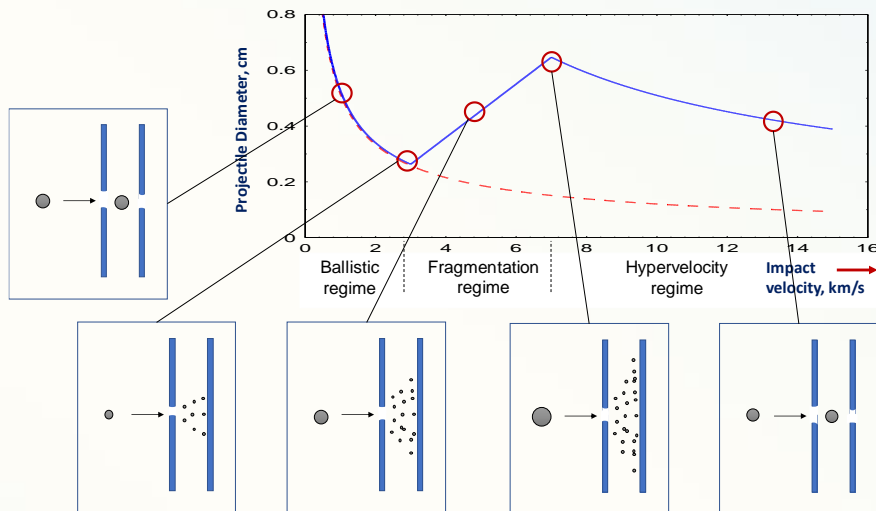 Projectile Diameter, cm
0.8
0.6
0.4
0.2
0
0 2 4 6 8 10 12 14 16
Ballistic regime
Fragmentation regime
Hypervelocity regime
Impact velocity, km/s